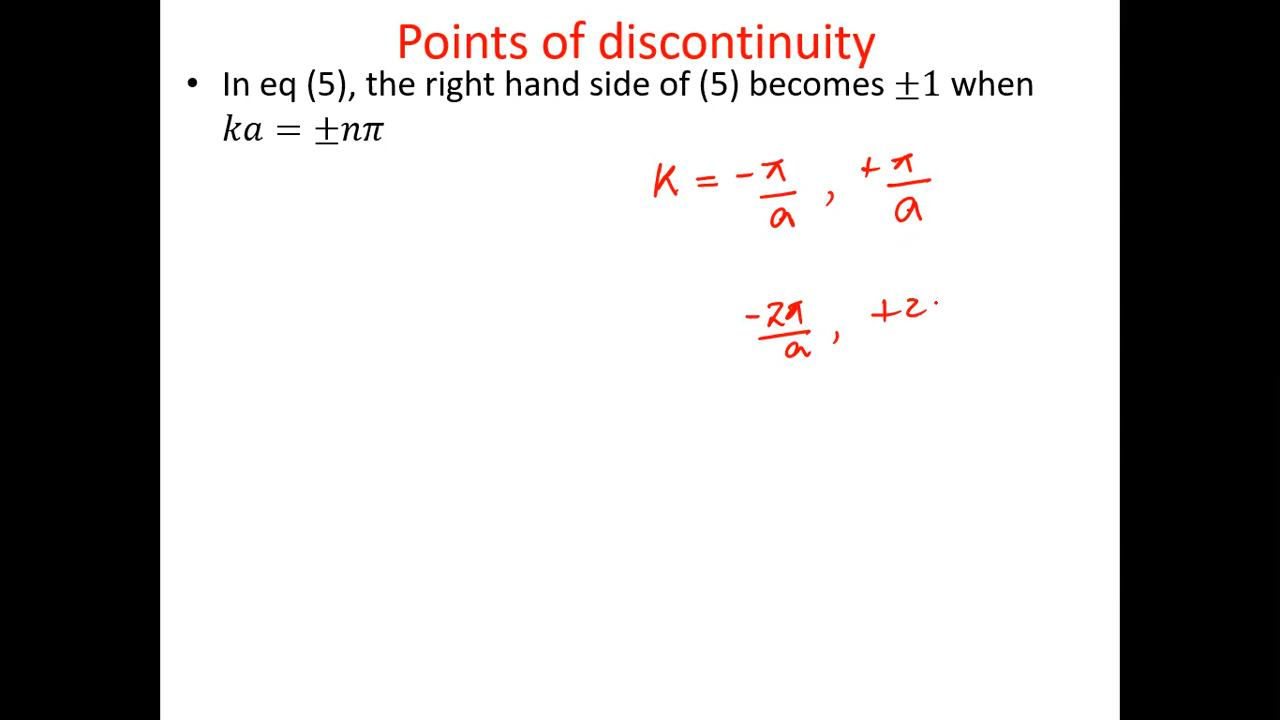 Points of discontinuity
• In eq (5), the right hand side of (5) becomes ±1 when
ka = ±nπ
K = -π/a , +π/a
-2π/a , +2